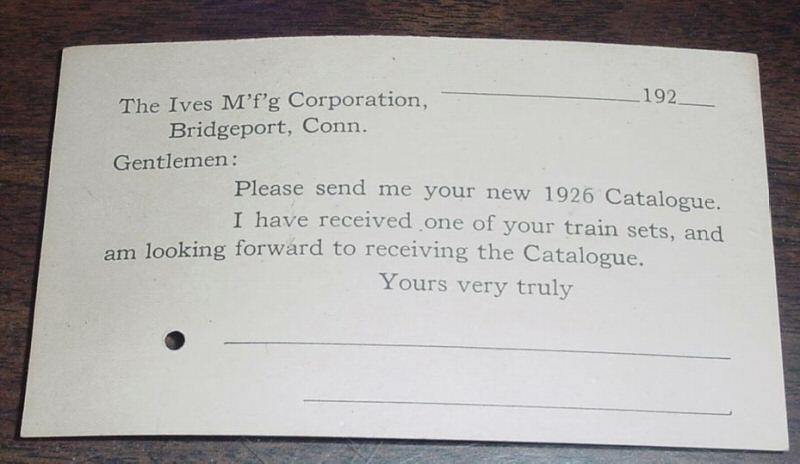 The Ives M'f'g Corporation, 192
Bridgeport, Conn.
Gentlemen:
Please send me your new 1926 Catalogue.
I have received one of your train sets, and
am looking forward to receiving the Catalogue.
Yours very truly